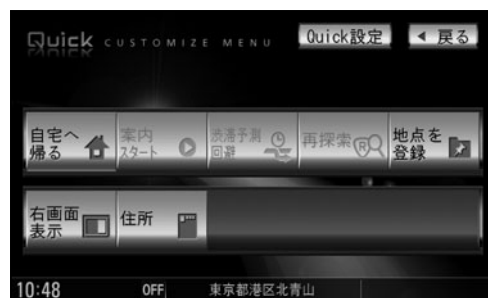 Quick CUSTOMIZE MENU
Quick設定
戻る
自宅へ
帰る
案内
スタート
渋滞予測
回避
再探索
地点を
登録
右画面
表示
住所
10:48
OFF
東京都港区北青山